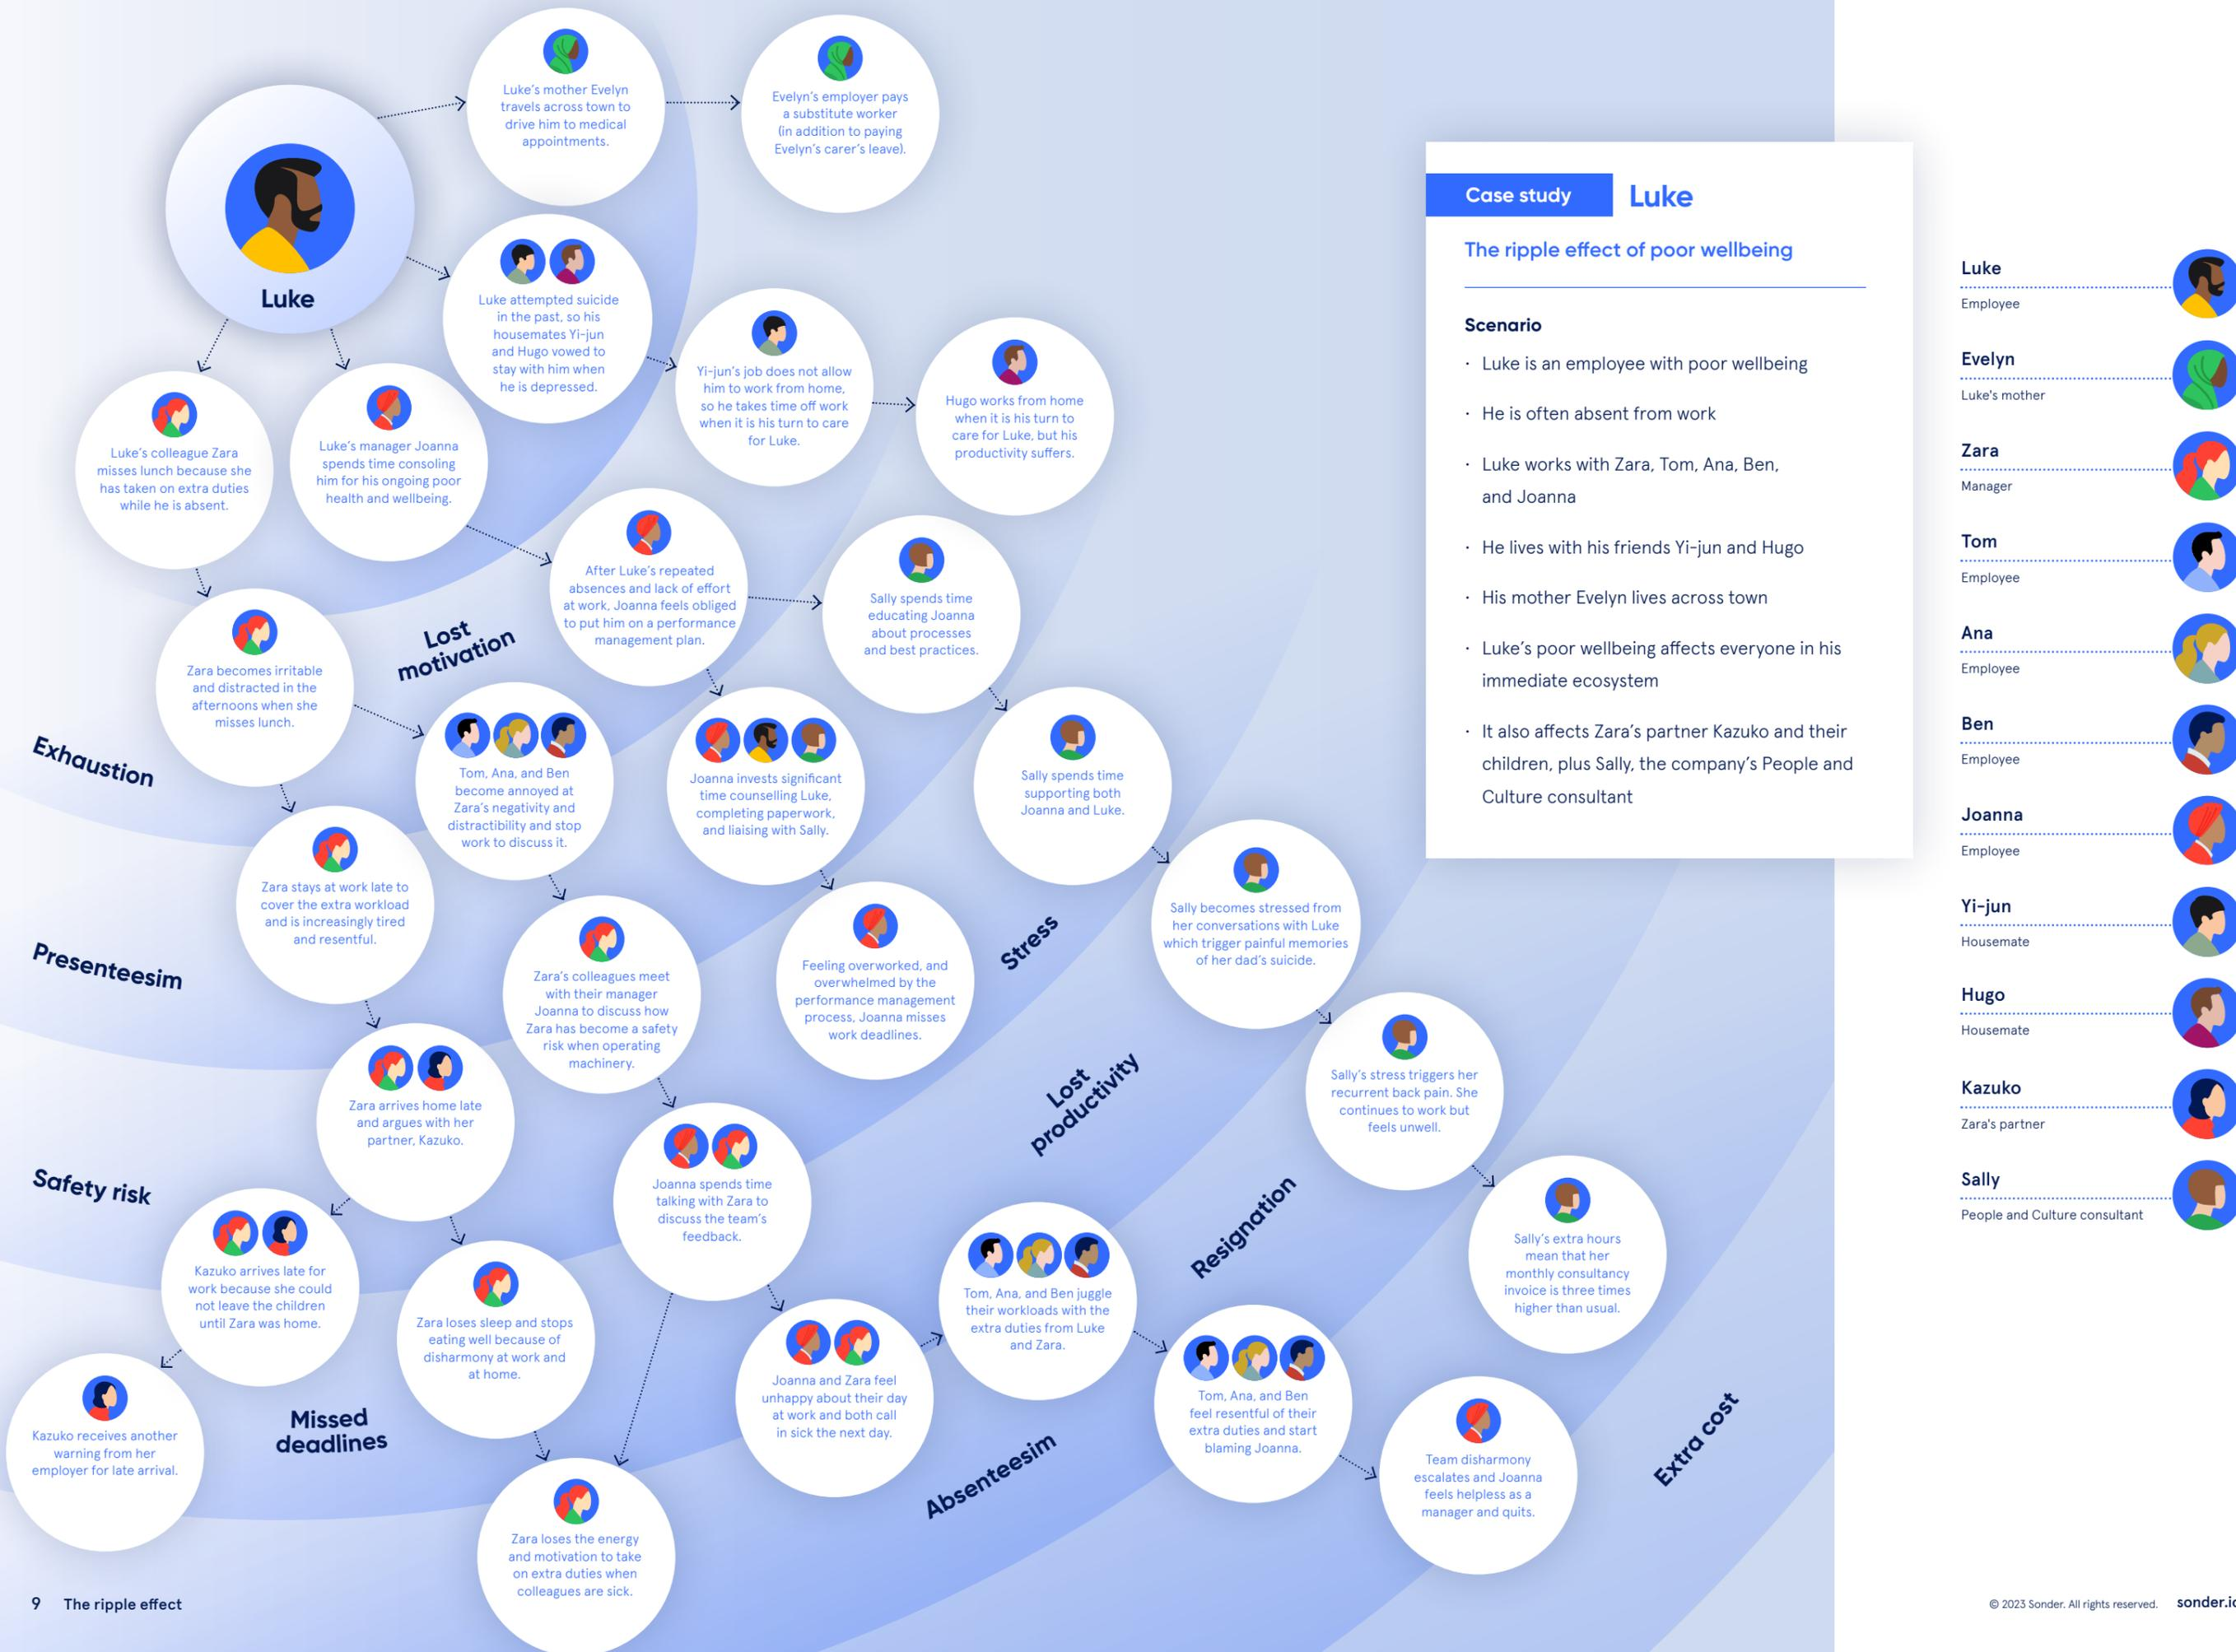 Luke's mother Evelyn
travels across town to
drive him to medical
appointments.
Evelyn's employer pays
a substitute worker
(in addition to paying
Evelyn's carer's leave).
Luke
Luke attempted suicide
in the past, so his
housemates Yi-jun
and Hugo vowed to
stay with him when
he is depressed.
Yi-jun's job does not allow
him to work from home,
so he takes time off work
when it is his turn to care
for Luke.
Hugo works from home
when it is his turn to
care for Luke, but his
productivity suffers.
Luke's colleague Zara
misses lunch because she
has taken on extra duties
while he is absent.
Luke's manager Joanna
spends time consoling
him for his ongoing poor
health and wellbeing.
After Luke's repeated
absences and lack of effort
at work, Joanna feels obliged
to put him on a performance
management plan.
Sally spends time
educating Joanna
about processes
and best practices.
Lost
motivation
Zara becomes irritable
and distracted in the
afternoons when she
misses lunch.
Exhaustion
Tom, Ana, and Ben
become annoyed at
Zara's negativity and
distractibility and stop
work to discuss it.
Joanna invests significant
time counselling Luke,
completing paperwork,
and liaising with Sally.
Sally spends time
supporting both
Joanna and Luke.
Zara stays at work late to
cover the extra workload
and is increasingly tired
and resentful.
Presenteesim
Zara's colleagues meet
with their manager
Joanna to discuss how
Zara has become a safety
risk when operating
machinery.
Feeling overworked, and
overwhelmed by the
performance management
process, Joanna misses
work deadlines.
Stress
Sally becomes stressed from
her conversations with Luke
which trigger painful memories
of her dad's suicide.
Zara arrives home late
and argues with her
partner, Kazuko.
Lost
productivity
Sally's stress triggers her
recurrent back pain. She
continues to work but
feels unwell.
Safety risk
Joanna spends time
talking with Zara to
discuss the team's
feedback.
Resignation
Sally's extra hours
mean that her
monthly consultancy
invoice is three times
higher than usual.
Kazuko arrives late for
work because she could
not leave the children
until Zara was home.
Zara loses sleep and stops
eating well because of
disharmony at work and
at home.
Tom, Ana, and Ben juggle
their workloads with the
extra duties from Luke
and Zara.
Joanna and Zara feel
unhappy about their day
at work and both call
in sick the next day.
Tom, Ana, and Ben
feel resentful of their
extra duties and start
blaming Joanna.
Kazuko receives another
warning from her
employer for late arrival.
Missed
deadlines
Absenteesim
Team disharmony
escalates and Joanna
feels helpless as a
manager and quits.
Extra cost
Zara loses the energy
and motivation to take
on extra duties when
colleagues are sick.
Case study
Luke
The ripple effect of poor wellbeing
Scenario
· Luke is an employee with poor wellbeing
· He is often absent from work
· Luke works with Zara, Tom, Ana, Ben,
and Joanna
· He lives with his friends Yi-jun and Hugo
· His mother Evelyn lives across town
· Luke's poor wellbeing affects everyone in his
immediate ecosystem
· It also affects Zara's partner Kazuko and their
children, plus Sally, the company's People and
Culture consultant
Luke
Employee
Evelyn
Luke's mother
Zara
Manager
Tom
Employee
Ana
Employee
Ben
Employee
Joanna
Employee
Yi-jun
Housemate
Hugo
Housemate
Kazuko
Zara's partner
Sally
People and Culture consultant
9 The ripple effect
© 2023 Sonder. All rights reserved. sonder.io